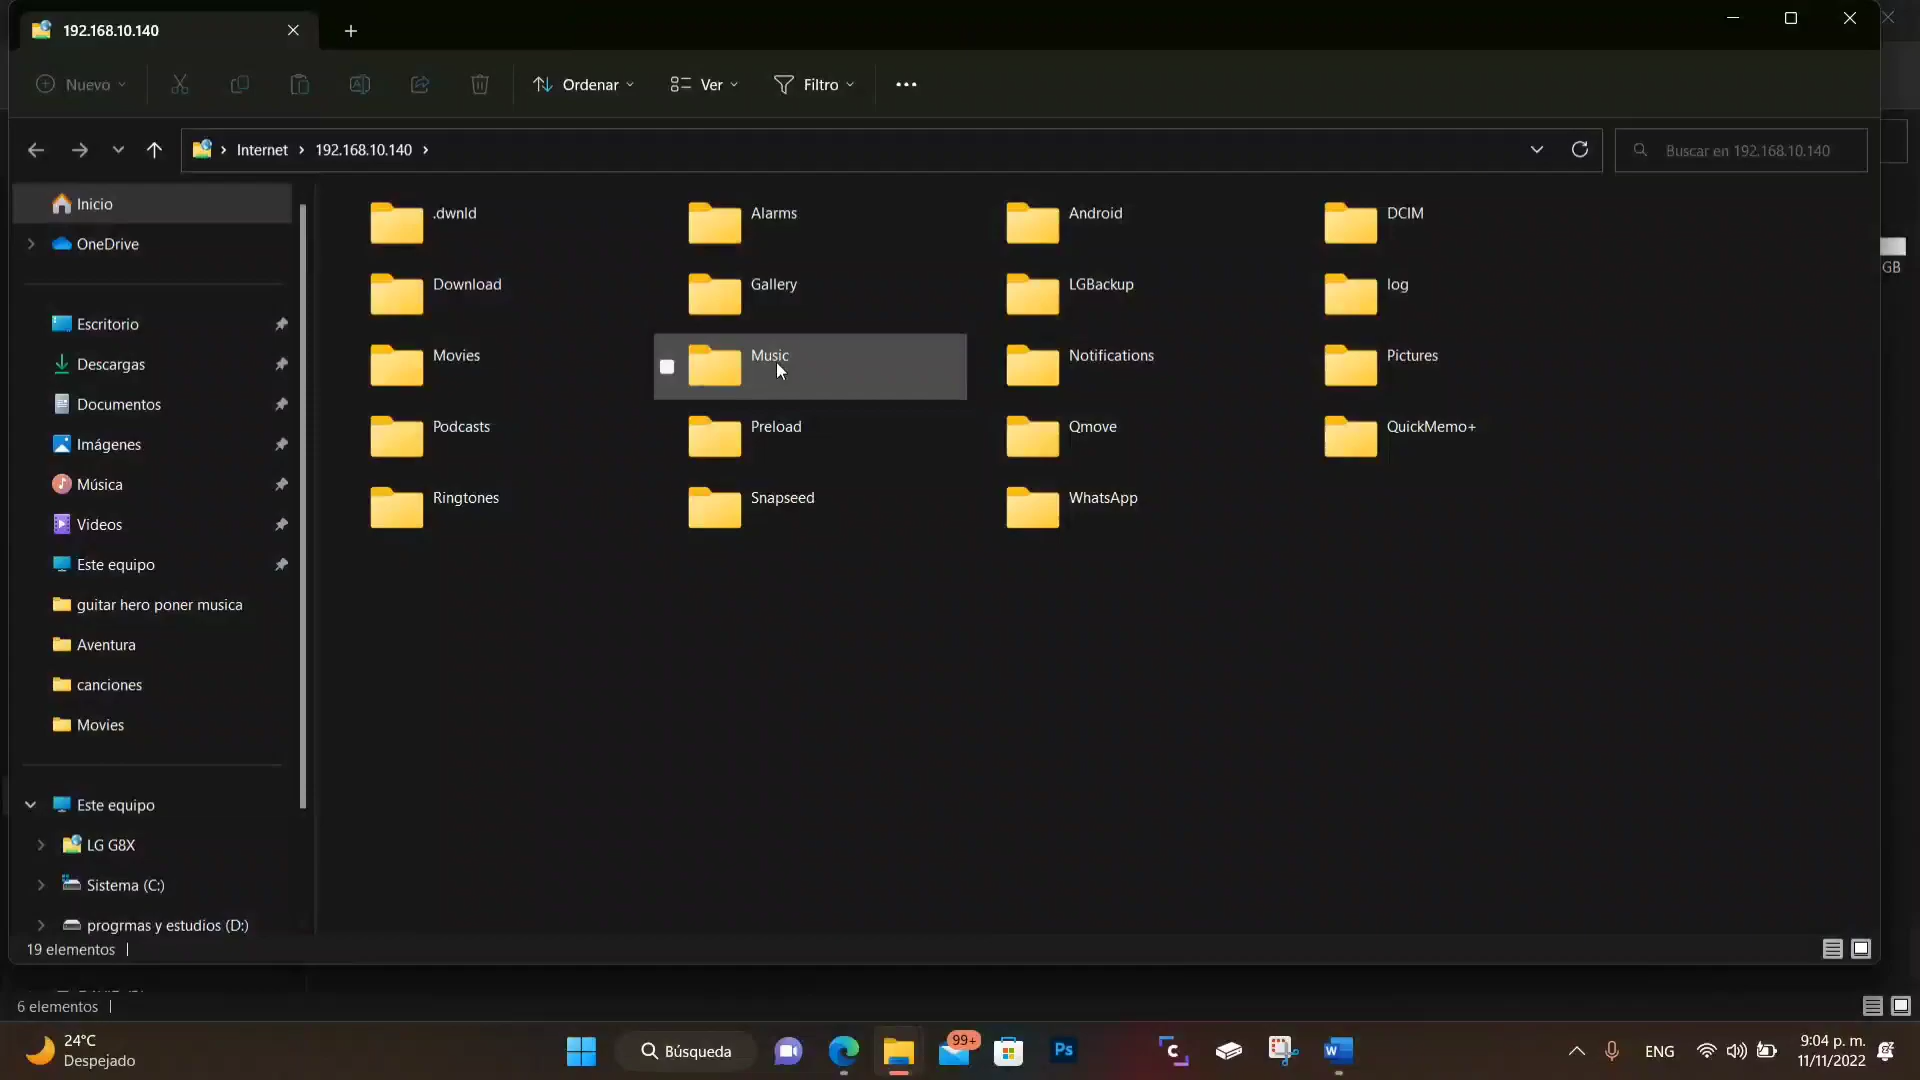 192.168.10.140
Nuevo
Ordenar
Ver
Filtro
Internet
192.168.10.140
Buscar en 192.168.10.140
Inicio
OneDrive
Escritorio
Descargas
Documentos
Imágenes
Música
Videos
Este equipo
guitar hero poner musica
Aventura
canciones
Movies
Este equipo
LG G8X
Sistema (C:)
progrmas y estudios (D:)
.dwnld
Alarms
Android
DCIM
Download
Gallery
LGBackup
log
Movies
Music
Notifications
Pictures
Podcasts
Preload
Qmove
QuickMemo+
Ringtones
Snapseed
WhatsApp
GB
19 elementos
6 elementos
24°C
Despejado
Búsqueda
99+
Ps
ENG
9:04 p. m.
11/11/2022